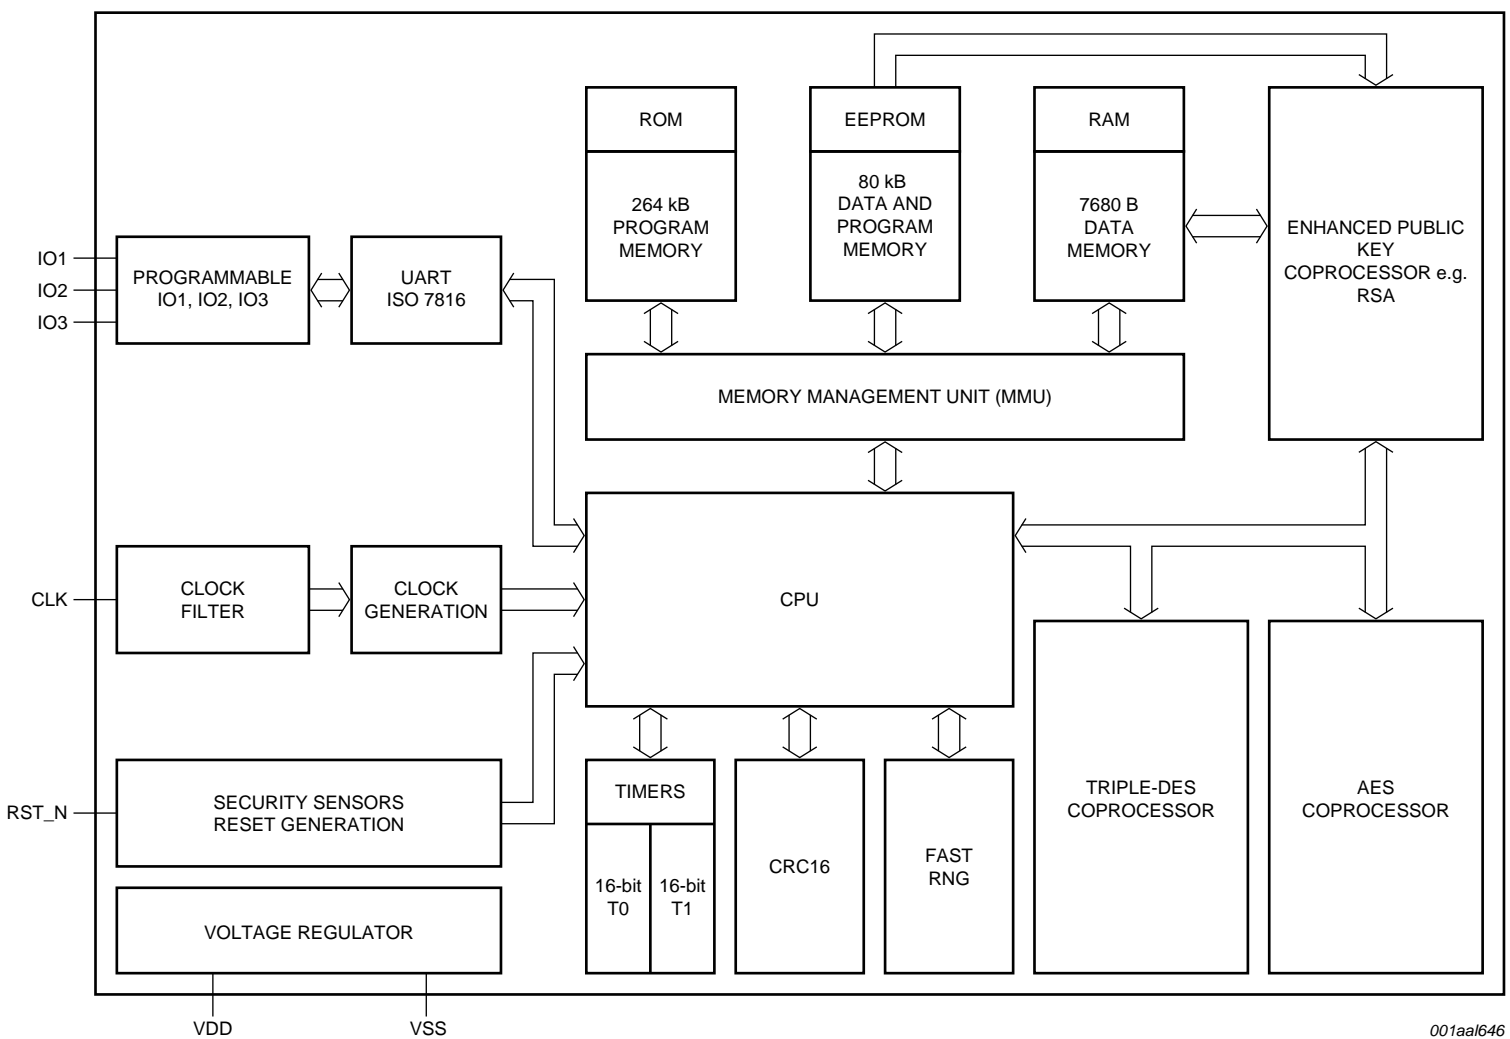 ROM
EEPROM
RAM
264 kB
PROGRAM
MEMORY
80 kB
DATA AND
PROGRAM
MEMORY
7680 B
DATA
MEMORY
ENHANCED PUBLIC
KEY
COPROCESSOR e.g.
RSA
IO1
IO2
IO3
PROGRAMMABLE
IO1, IO2, IO3
UART
ISO 7816
MEMORY MANAGEMENT UNIT (MMU)
CLK
CLOCK
FILTER
CLOCK
GENERATION
CPU
RST_N
SECURITY SENSORS
RESET GENERATION
TIMERS
16-bit
T0
16-bit
T1
CRC16
FAST
RNG
TRIPLE-DES
COPROCESSOR
AES
COPROCESSOR
VOLTAGE REGULATOR
VDD
VSS
001aal646